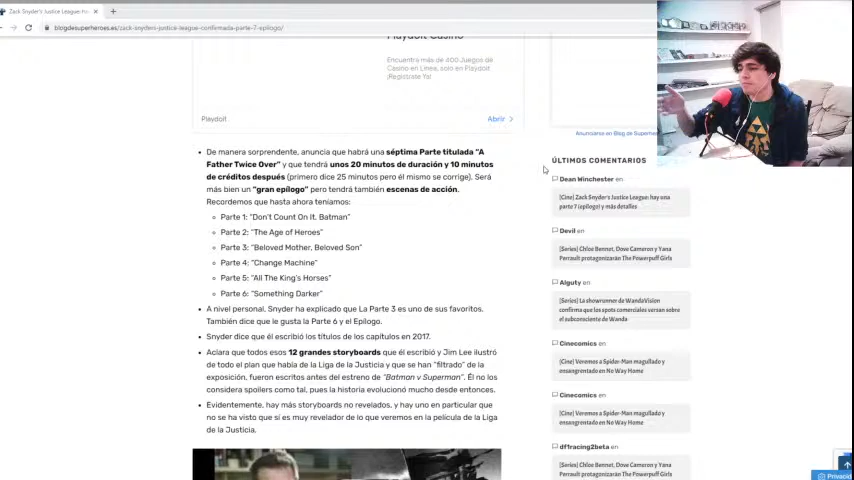 Zack Snyder's Justice League: ha
blogdesuperheroes.es/zack-snyders-justice-league-confirmada-parte-7-epilogo/
Playdoit Casino
Encuentra más de 400 Juegos de
Casino en Línea, solo en Playdoit
¡Regístrate Ya!
Playdoit
Abrir
De manera sorprendente, anuncia que habrá una séptima Parte titulada "A
Father Twice Over" y que tendrá unos 20 minutos de duración y 10 minutos
de créditos después (primero dice 25 minutos pero él mismo se corrige). Será
más bien un "gran epílogo" pero tendrá también escenas de acción.
Recordemos que hasta ahora teníamos:
Parte 1: "Don't Count On It, Batman"
Parte 2: "The Age of Heroes"
Parte 3: "Beloved Mother, Beloved Son"
Parte 4: "Change Machine"
Parte 5: "All The King's Horses"
Parte 6: "Something Darker"
A nivel personal, Snyder ha explicado que La Parte 3 es uno de sus favoritos.
También dice que le gusta la Parte 6 y el Epílogo.
Snyder dice que él escribió los títulos de los capítulos en 2017.
Aclara que todos esos 12 grandes storyboards que él escribió y Jim Lee ilustró
de todo el plan que había de la Liga de la Justicia y que se han "filtrado" de la
exposición, fueron escritos antes del estreno de "Batman v Superman". Él no los
considera spoilers como tal, pues la historia evolucionó mucho desde entonces.
Evidentemente, hay más storyboards no revelados, y hay uno en particular que
no se ha visto que sí es muy revelador de lo que veremos en la película de la Liga
de la Justicia.
Anunciarse en Blog de Superhe
ÚLTIMOS COMENTARIOS
Dean Winchester en
[Cine] Zack Snyder's Justice League: hay una
parte 7 (epílogo) y más detalles
Devil en
[Series] Chloe Bennet, Dove Cameron y Yana
Perrault protagonizarán The Powerpuff Girls
Alguty en
[Series] La showrunner de WandaVision
confirma que los spots comerciales versan sobre
el subconsciente de Wanda
Cinecomics en
[Cine] Veremos a Spider-Man magullado y
ensangrentado en No Way Home
Cinecomics en
[Cine] Veremos a Spider-Man magullado y
ensangrentado en No Way Home
df1racing2beta en
[Series] Chloe Bennet, Dove Cameron y Yana
Perrault protagonizarán The Powerpuff Girls
Privacid